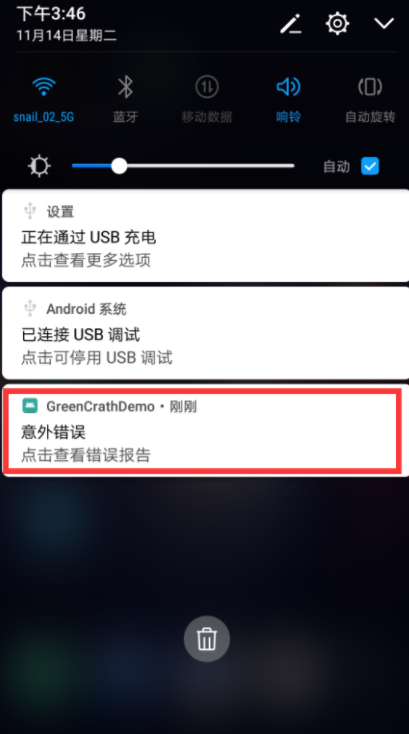 下午3:46
11月14日星期二
snail_02_5G
蓝牙
移动数据
响铃
自动旋转
自动
设置
正在通过 USB 充电
点击查看更多选项
Android 系统
已连接 USB 调试
点击可停用 USB 调试
GreenCrathDemo • 刚刚
意外错误
点击查看错误报告